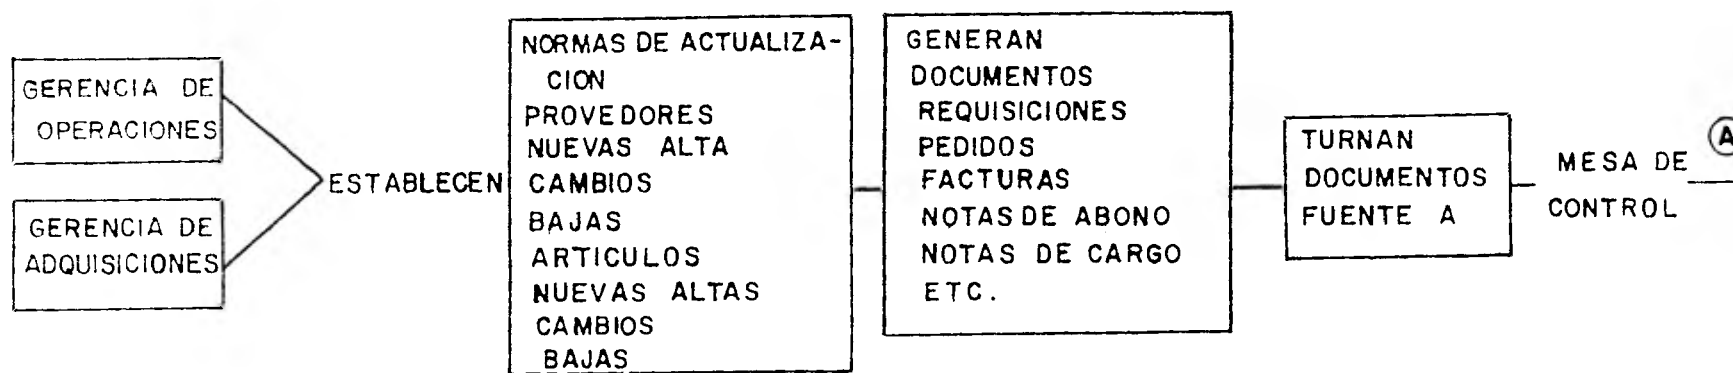 GERENCIA DE
OPERACIONES
GERENCIA DE
ADQUISICIONES
ESTABLECEN
NORMAS DE ACTUALIZA-
CION
PROVEDORES
NUEVAS ALTA
CAMBIOS
BAJAS
ARTICULOS
NUEVAS ALTAS
CAMBIOS
BAJAS
GENERAN
DOCUMENTOS
REQUISICIONES
PEDIDOS
FACTURAS
NOTAS DE ABONO
NOTAS DE CARGO
ETC.
TURNAN
DOCUMENTOS
FUENTE A
MESA DE
CONTROL
A